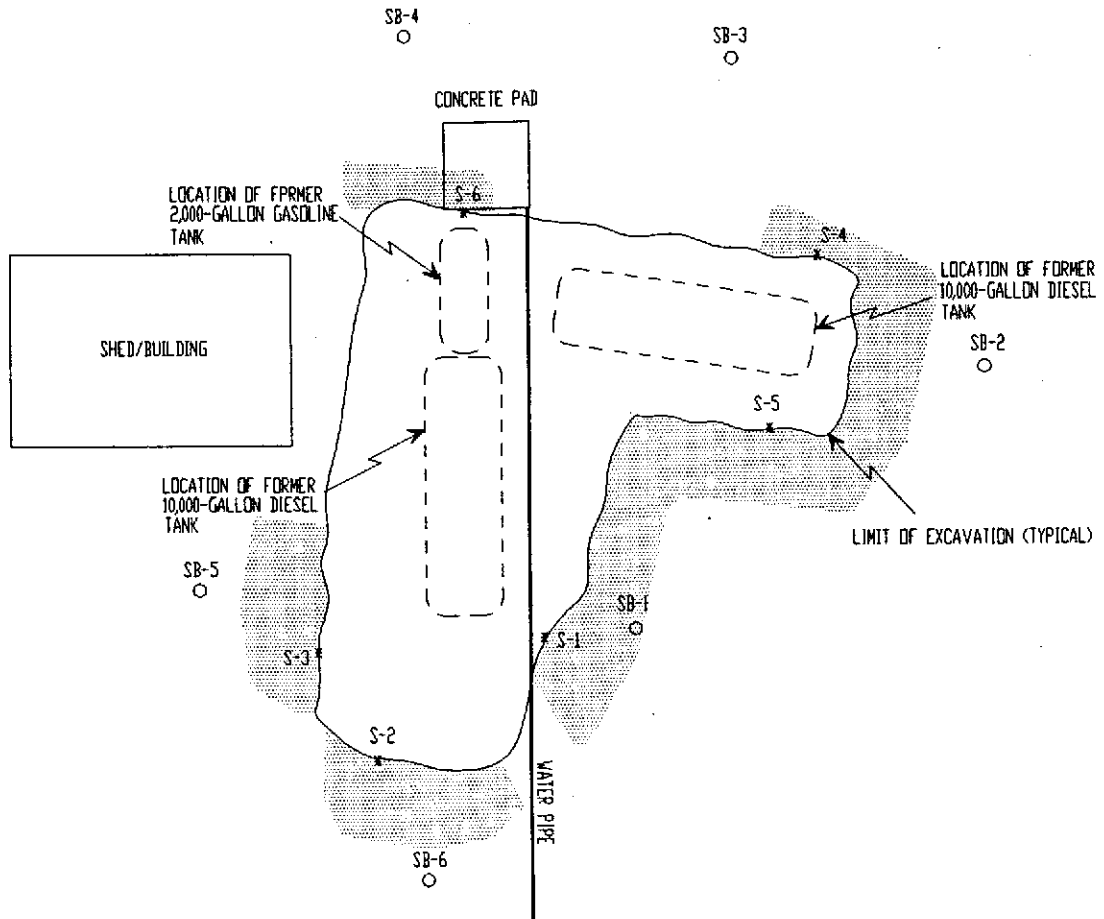 SB-4
SB-3
CONCRETE PAD
LOCATION OF FPRMER
2,000-GALLON GASOLINE
TANK
S-6
S-4
LOCATION OF FORMER
10,000-GALLON DIESEL
TANK
SHED/BUILDING
SB-2
S-5
LOCATION OF FORMER
10,000-GALLON DIESEL
TANK
LIMIT OF EXCAVATION (TYPICAL)
SB-5
SB-1
S-1
S-3
S-2
WATER PIPE
SB-6